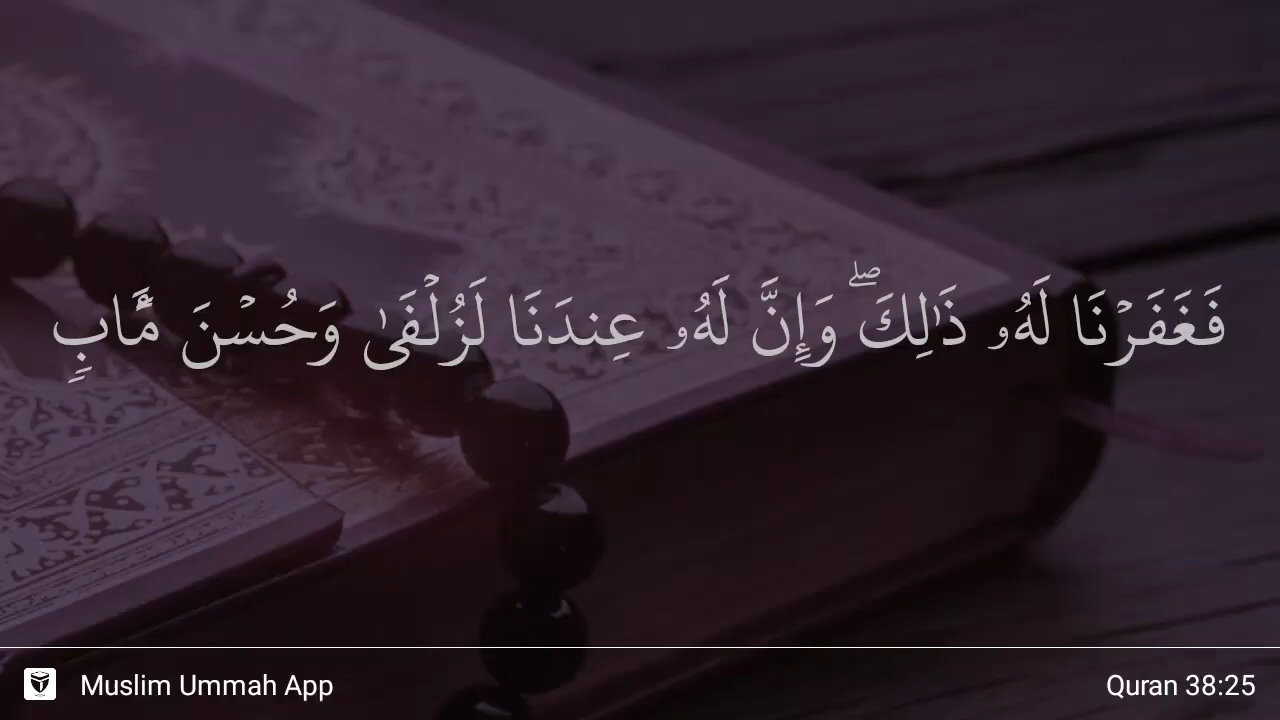 فَغَفَرْنَا لَهُۥ ذَٰلِكَ ۖ وَإِنَّ لَهُۥ عِندَنَا لَزُلْفَىٰ وَحُسْنَ مَـَٔابٍ
Muslim Ummah App
Quran 38:25